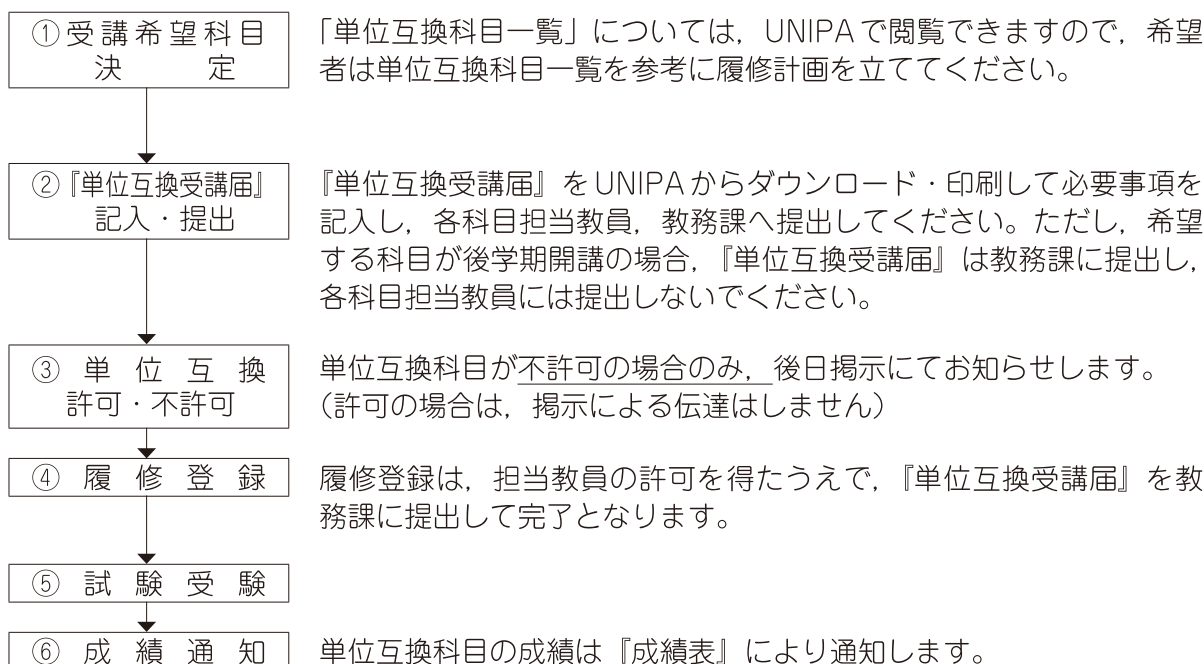 ①受講希望科目
決定
「単位互換科目一覧」については，UNIPAで閲覧できますので，希望
者は単位互換科目一覧を参考に履修計画を立ててください。
②『単位互換受講届』
記入・提出
『単位互換受講届』をUNIPAからダウンロード・印刷して必要事項を
記入し，各科目担当教員，教務課へ提出してください。ただし，希望
する科目が後学期開講の場合，『単位互換受講届』は教務課に提出し，
各科目担当教員には提出しないでください。
③単位互換
許可・不許可
単位互換科目が不許可の場合のみ，後日掲示にてお知らせします。
（許可の場合は，掲示による伝達はしません）
④履修登録
履修登録は，担当教員の許可を得たうえで，『単位互換受講届』を教
務課に提出して完了となります。
⑤試験受験
⑥成績通知
単位互換科目の成績は『成績表』により通知します。